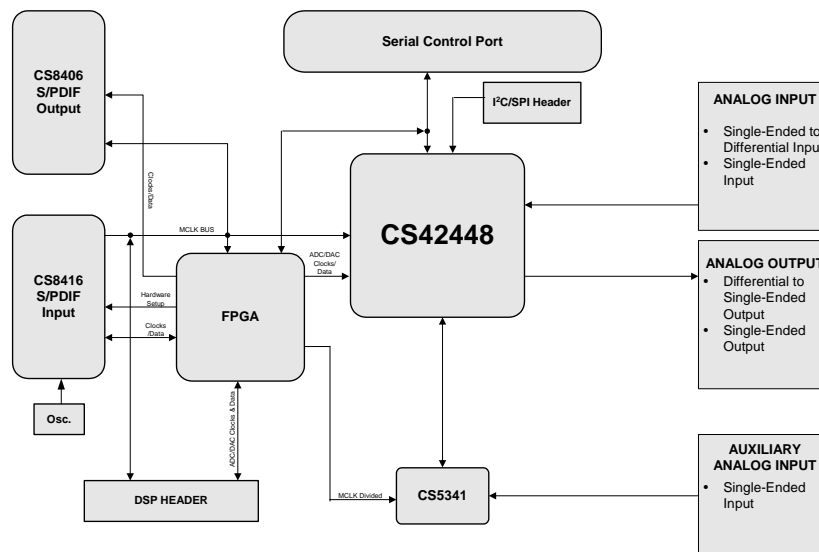 Serial Control Port
CS8406
S/PDIF
Output
I²C/SPI Header
ANALOG INPUT
• Single-Ended to
Differential Input
• Single-Ended
Input
Clocks/Data
MCLK BUS
CS42448
CS8416
S/PDIF
Input
ADC/DAC
Clocks/
Data
Hardware
Setup
FPGA
Clocks
/Data
ANALOG OUTPUT
• Differential to
Single-Ended
Output
• Single-Ended
Output
Osc.
ADC/DAC Clocks & Data
AUXILIARY
ANALOG INPUT
• Single-Ended
Input
DSP HEADER
MCLK Divided
CS5341